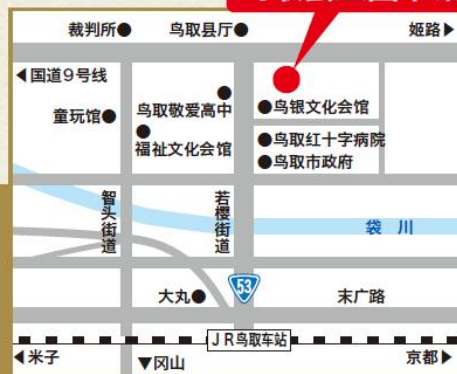 裁判所
鸟取县厅
姬路
国道9号线
童玩馆
鸟取敬爱高中
福祉文化会馆
鸟银文化会馆
鸟取红十字病院
鸟取市政府
智头街道
若樱街道
袋川
53
大丸
末广路
JR鸟取车站
米子
冈山
京都